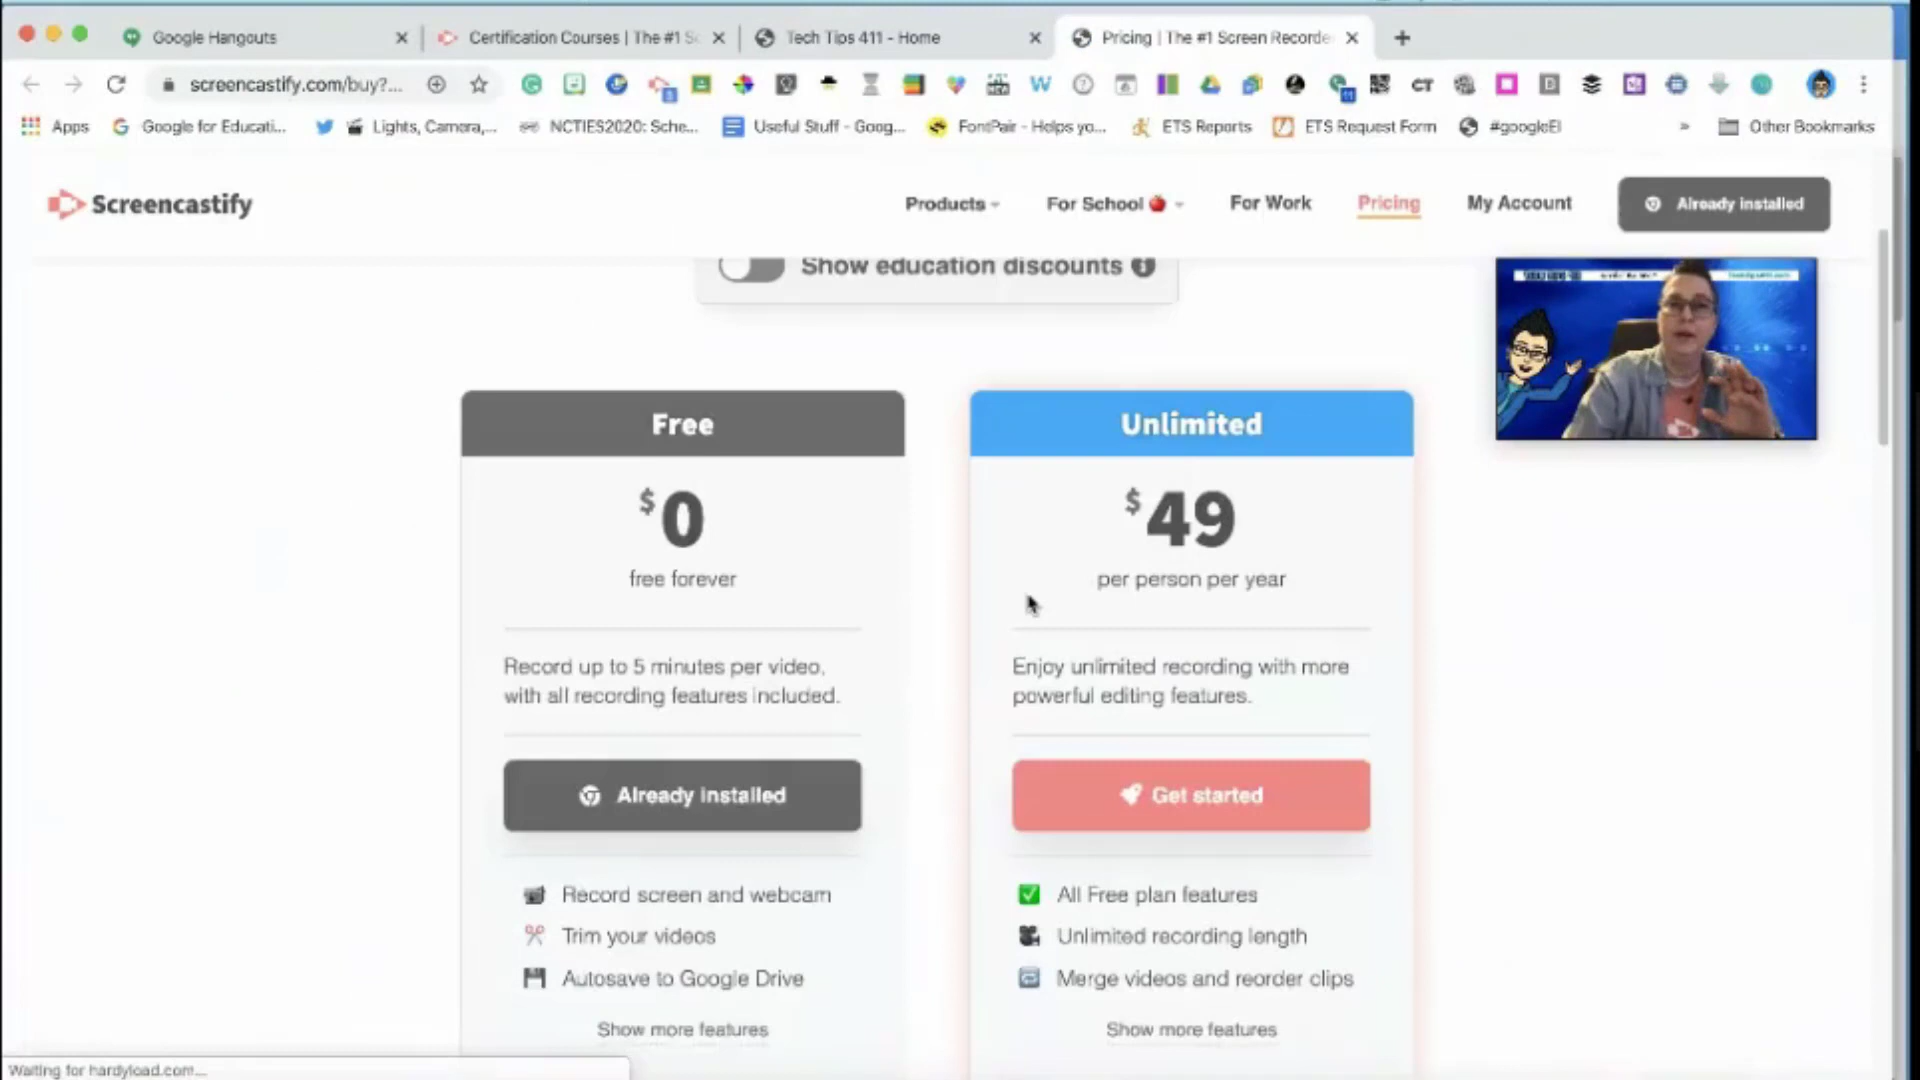 Google Hangouts
Certification Courses | The #1 Sc
Tech Tips 411 - Home
Pricing | The #1 Screen Recorde
screencastify.com/buy?...
CT
Apps
Google for Educati...
Lights, Camera,...
NCTIES2020: Sche...
Useful Stuff - Goog...
FontPair - Helps yo...
ETS Reports
ETS Request Form
#googleEI
»
Other Bookmarks
Screencastify
Products
For School
For Work
Pricing
My Account
Already installed
Show education discounts
Free
Unlimited
$0
$49
free forever
per person per year
Record up to 5 minutes per video,
with all recording features included.
Enjoy unlimited recording with more
powerful editing features.
Already installed
Get started
Record screen and webcam
Trim your videos
Autosave to Google Drive
Show more features
All Free plan features
Unlimited recording length
Merge videos and reorder clips
Show more features
Waiting for hardyload.com...